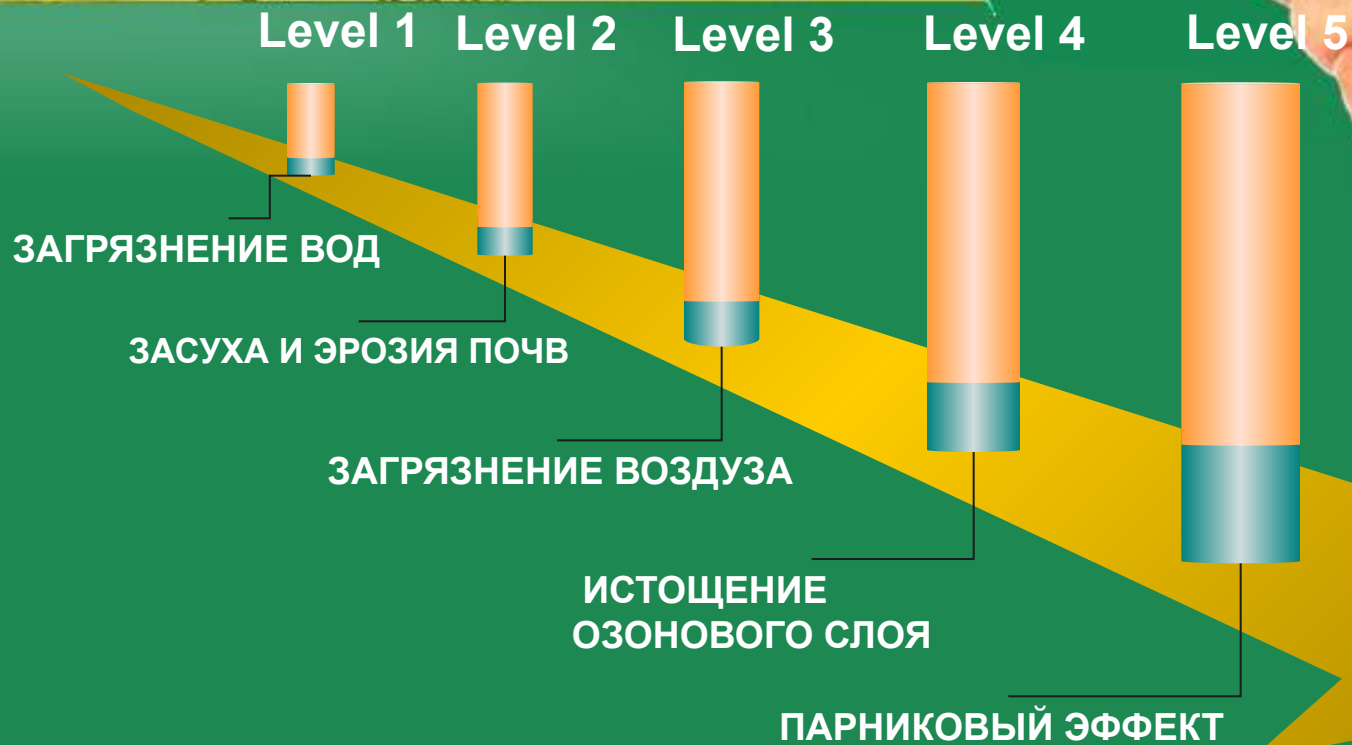 Level 1 Level 2 Level 3 Level 4 Level 5
ЗАГРЯЗНЕНИЕ ВОД
ЗАСУХА И ЭРОЗИЯ ПОЧВ
ЗАГРЯЗНЕНИЕ ВОЗДУЗА
ИСТОЩЕНИЕ
ОЗОНОВОГО СЛОЯ
ПАРНИКОВЫЙ ЭФФЕКТ